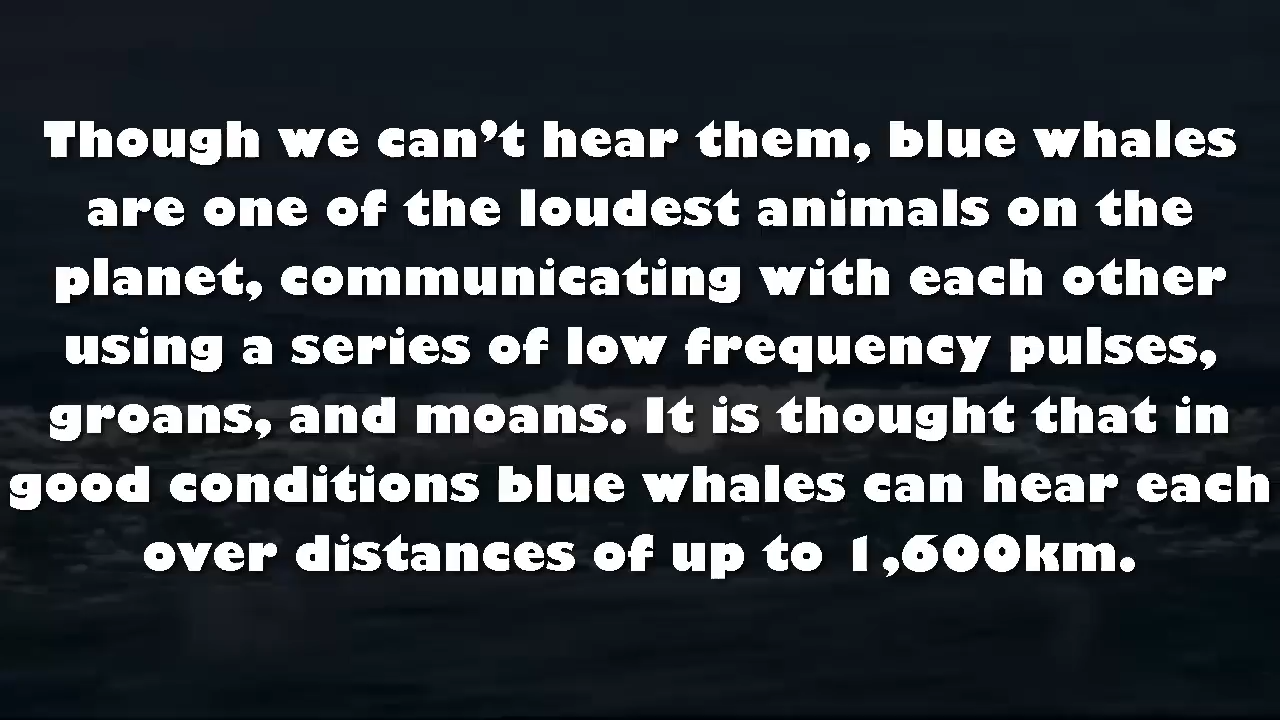 Though we can’t hear them, blue whales
are one of the loudest animals on the
planet, communicating with each other
using a series of low frequency pulses,
groans, and moans. It is thought that in
good conditions blue whales can hear each
over distances of up to 1,600km.